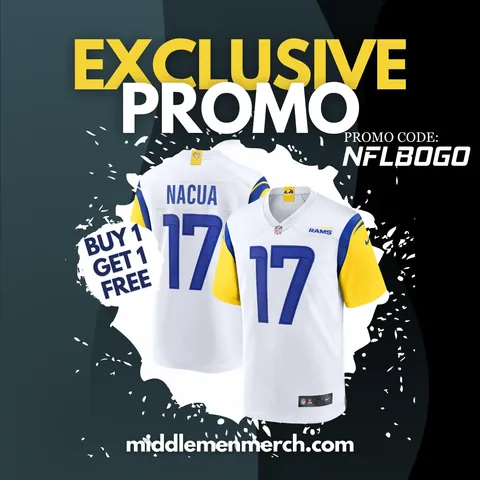 EXCLUSIVE
PROMO
PROMO CODE:
NFLBOGO
NACUA
17
BUY 1
GET 1
FREE
RAMS
17
middlemenmerch.com